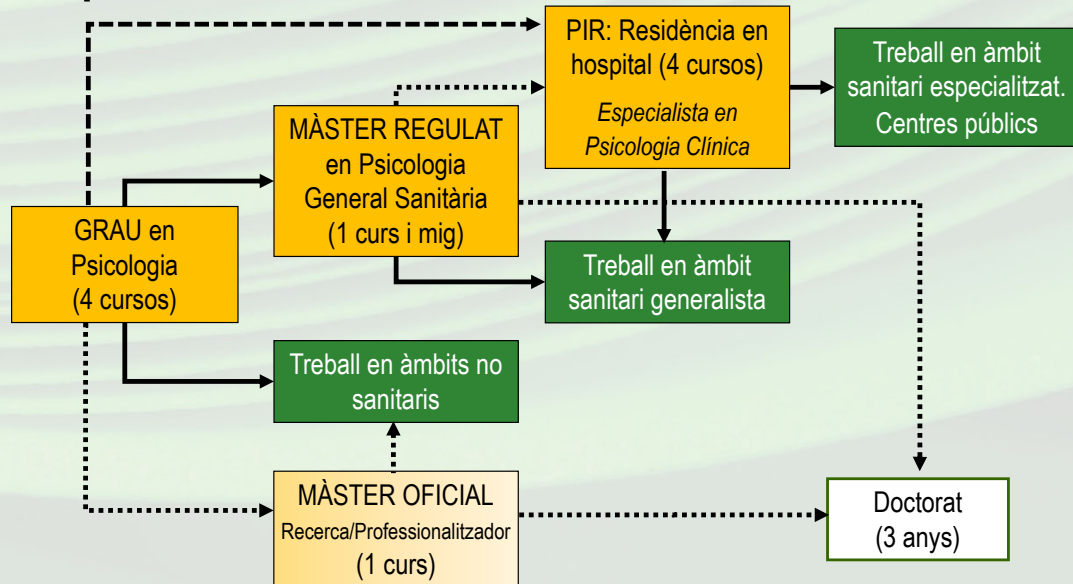 PIR: Residència en
hospital (4 cursos)
Especialista en
Psicologia Clínica
Treball en àmbit
sanitari especialitzat.
Centres públics
MÀSTER REGULAT
en Psicologia
General Sanitària
(1 curs i mig)
GRAU en
Psicologia
(4 cursos)
Treball en àmbit
sanitari generalista
Treball en àmbits no
sanitaris
MÀSTER OFICIAL
Recerca/Professionalitzador
(1 curs)
Doctorat
(3 anys)